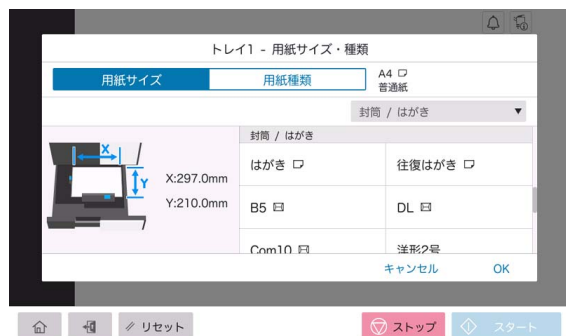 トレイ1 - 用紙サイズ・種類
用紙サイズ
用紙種類
A4
普通紙
封筒 / はがき
封筒 / はがき
はがき
往復はがき
X
Y
X:297.0mm
Y:210.0mm
B5
DL
Com10
洋形2号
キャンセル
OK
リセット
ストップ
スタート